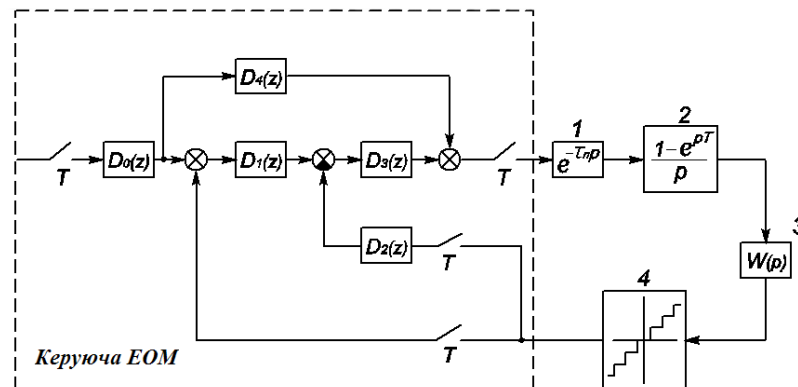 D₄(z)
1
2
T
D₀(z)
D₁(z)
D₃(z)
T
e^{-τₙp}
1-e^{pT}
p
3
D₂(z)
T
W(p)
4
T
Керуюча ЕОМ